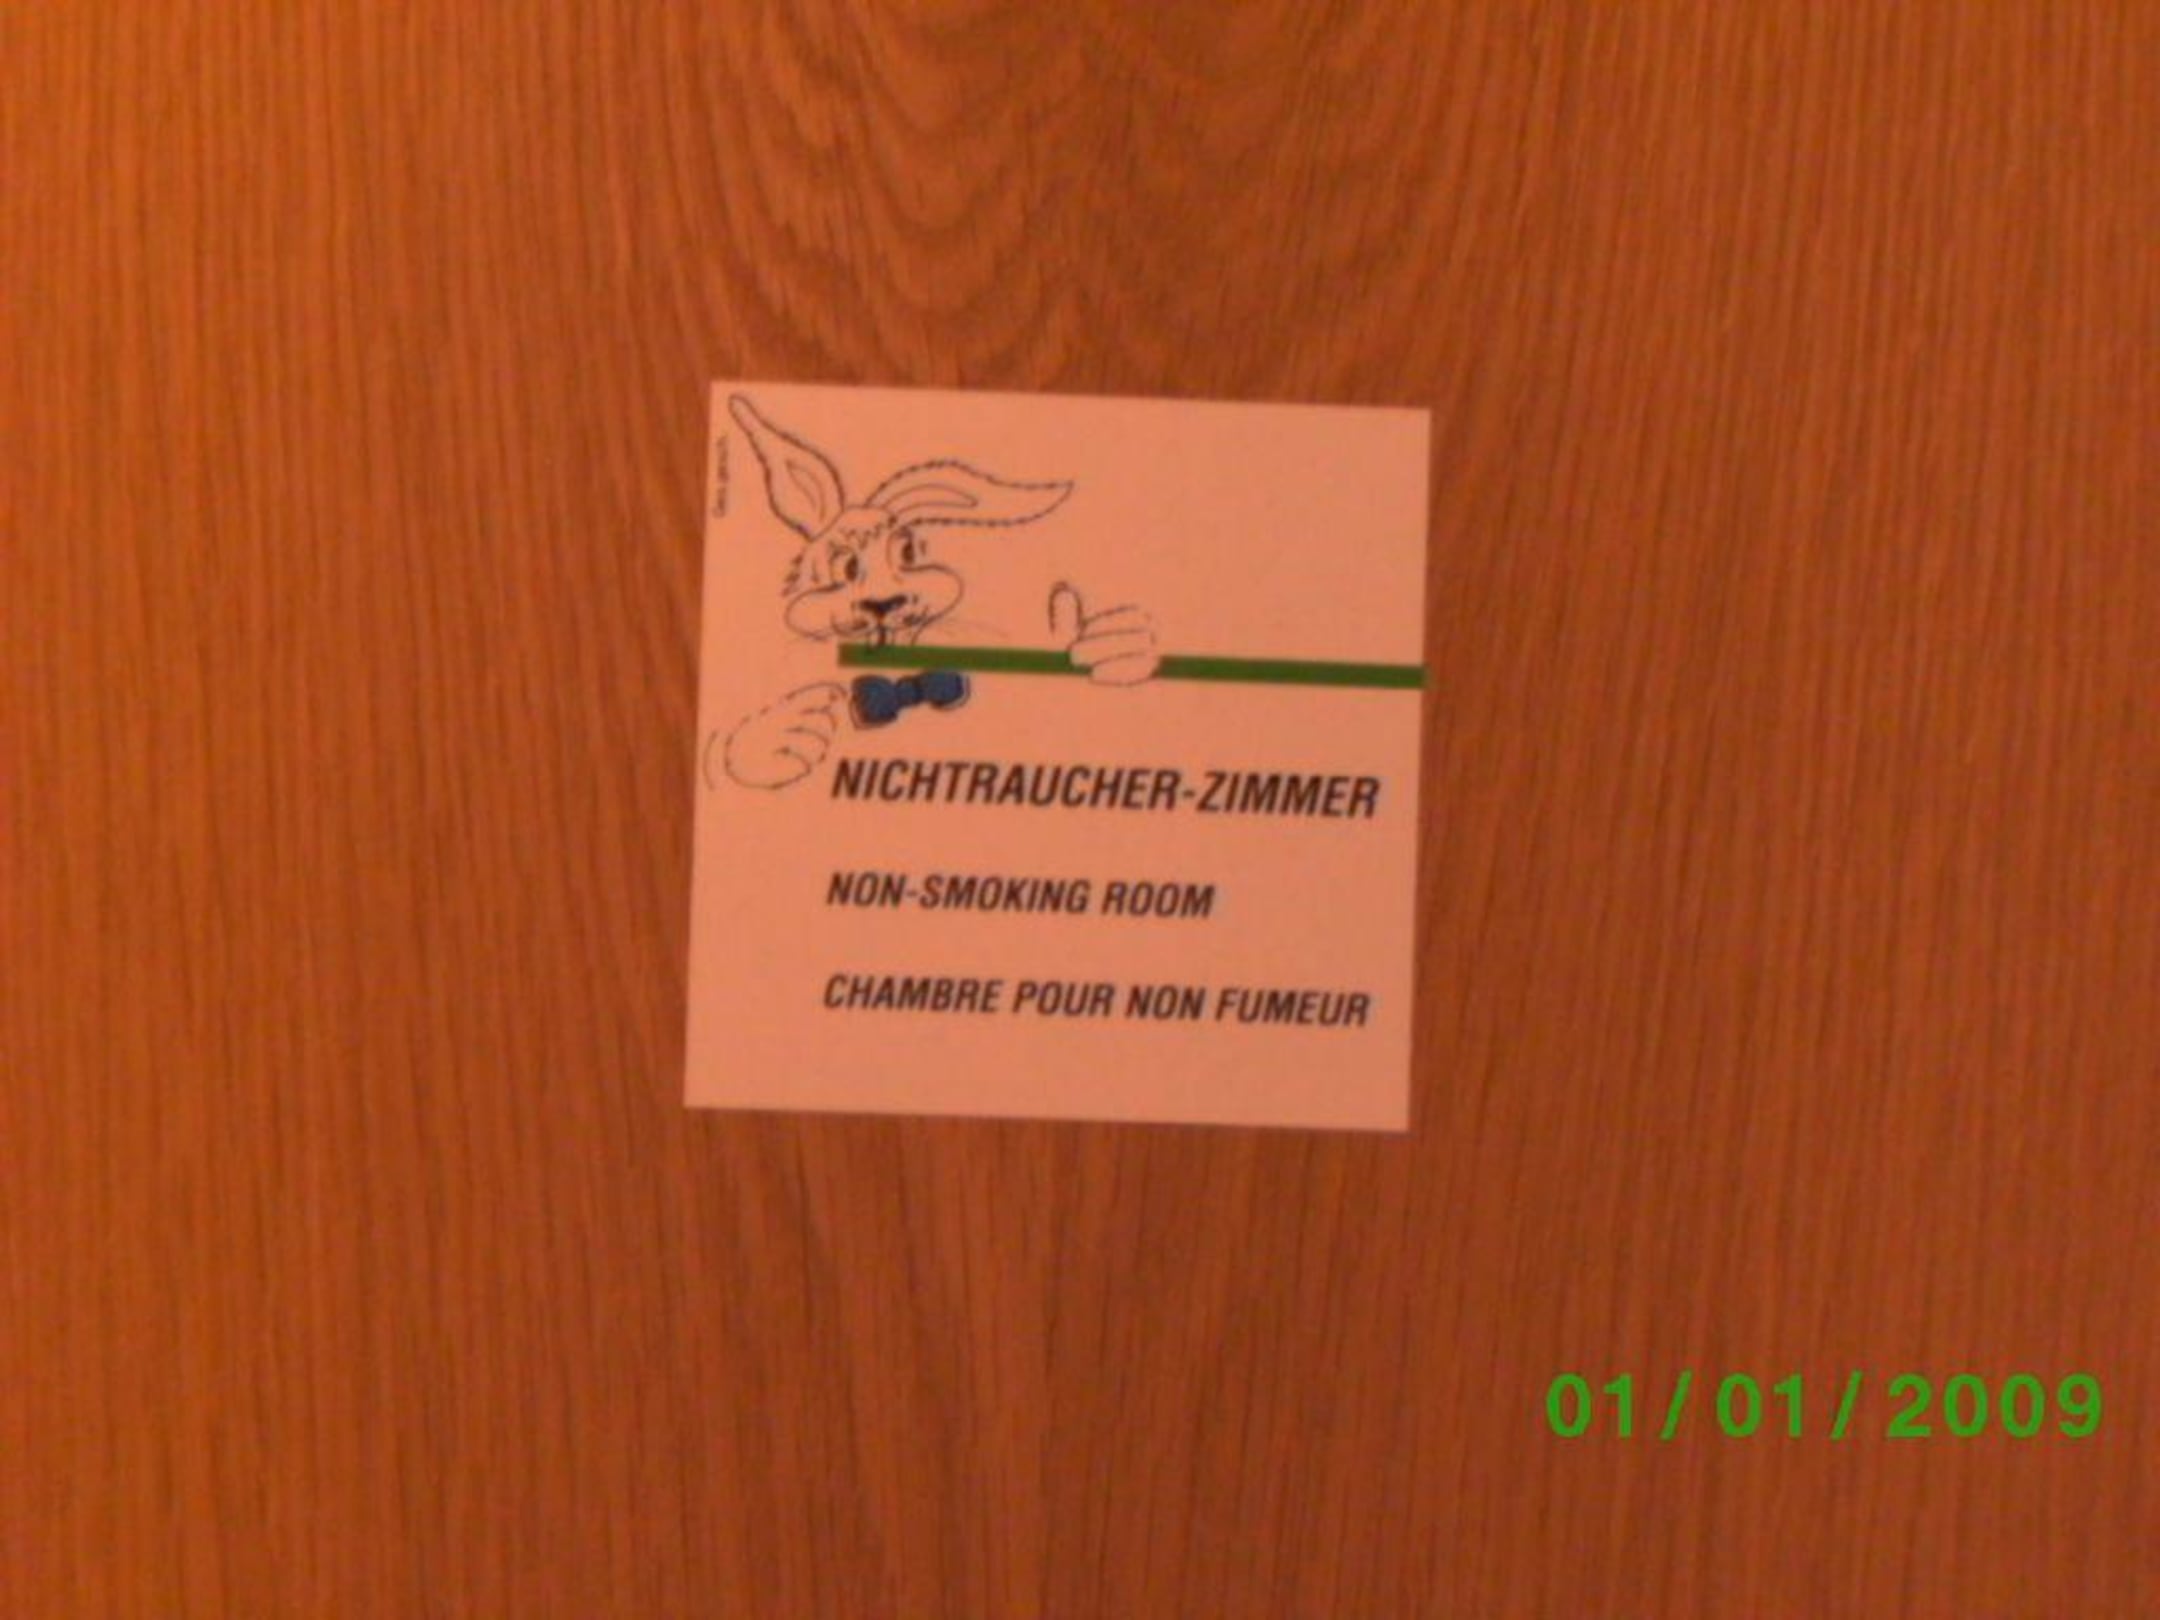 NICHTRAUCHER-ZIMMER
NON-SMOKING ROOM
CHAMBRE POUR NON FUMEUR
01/01/2009